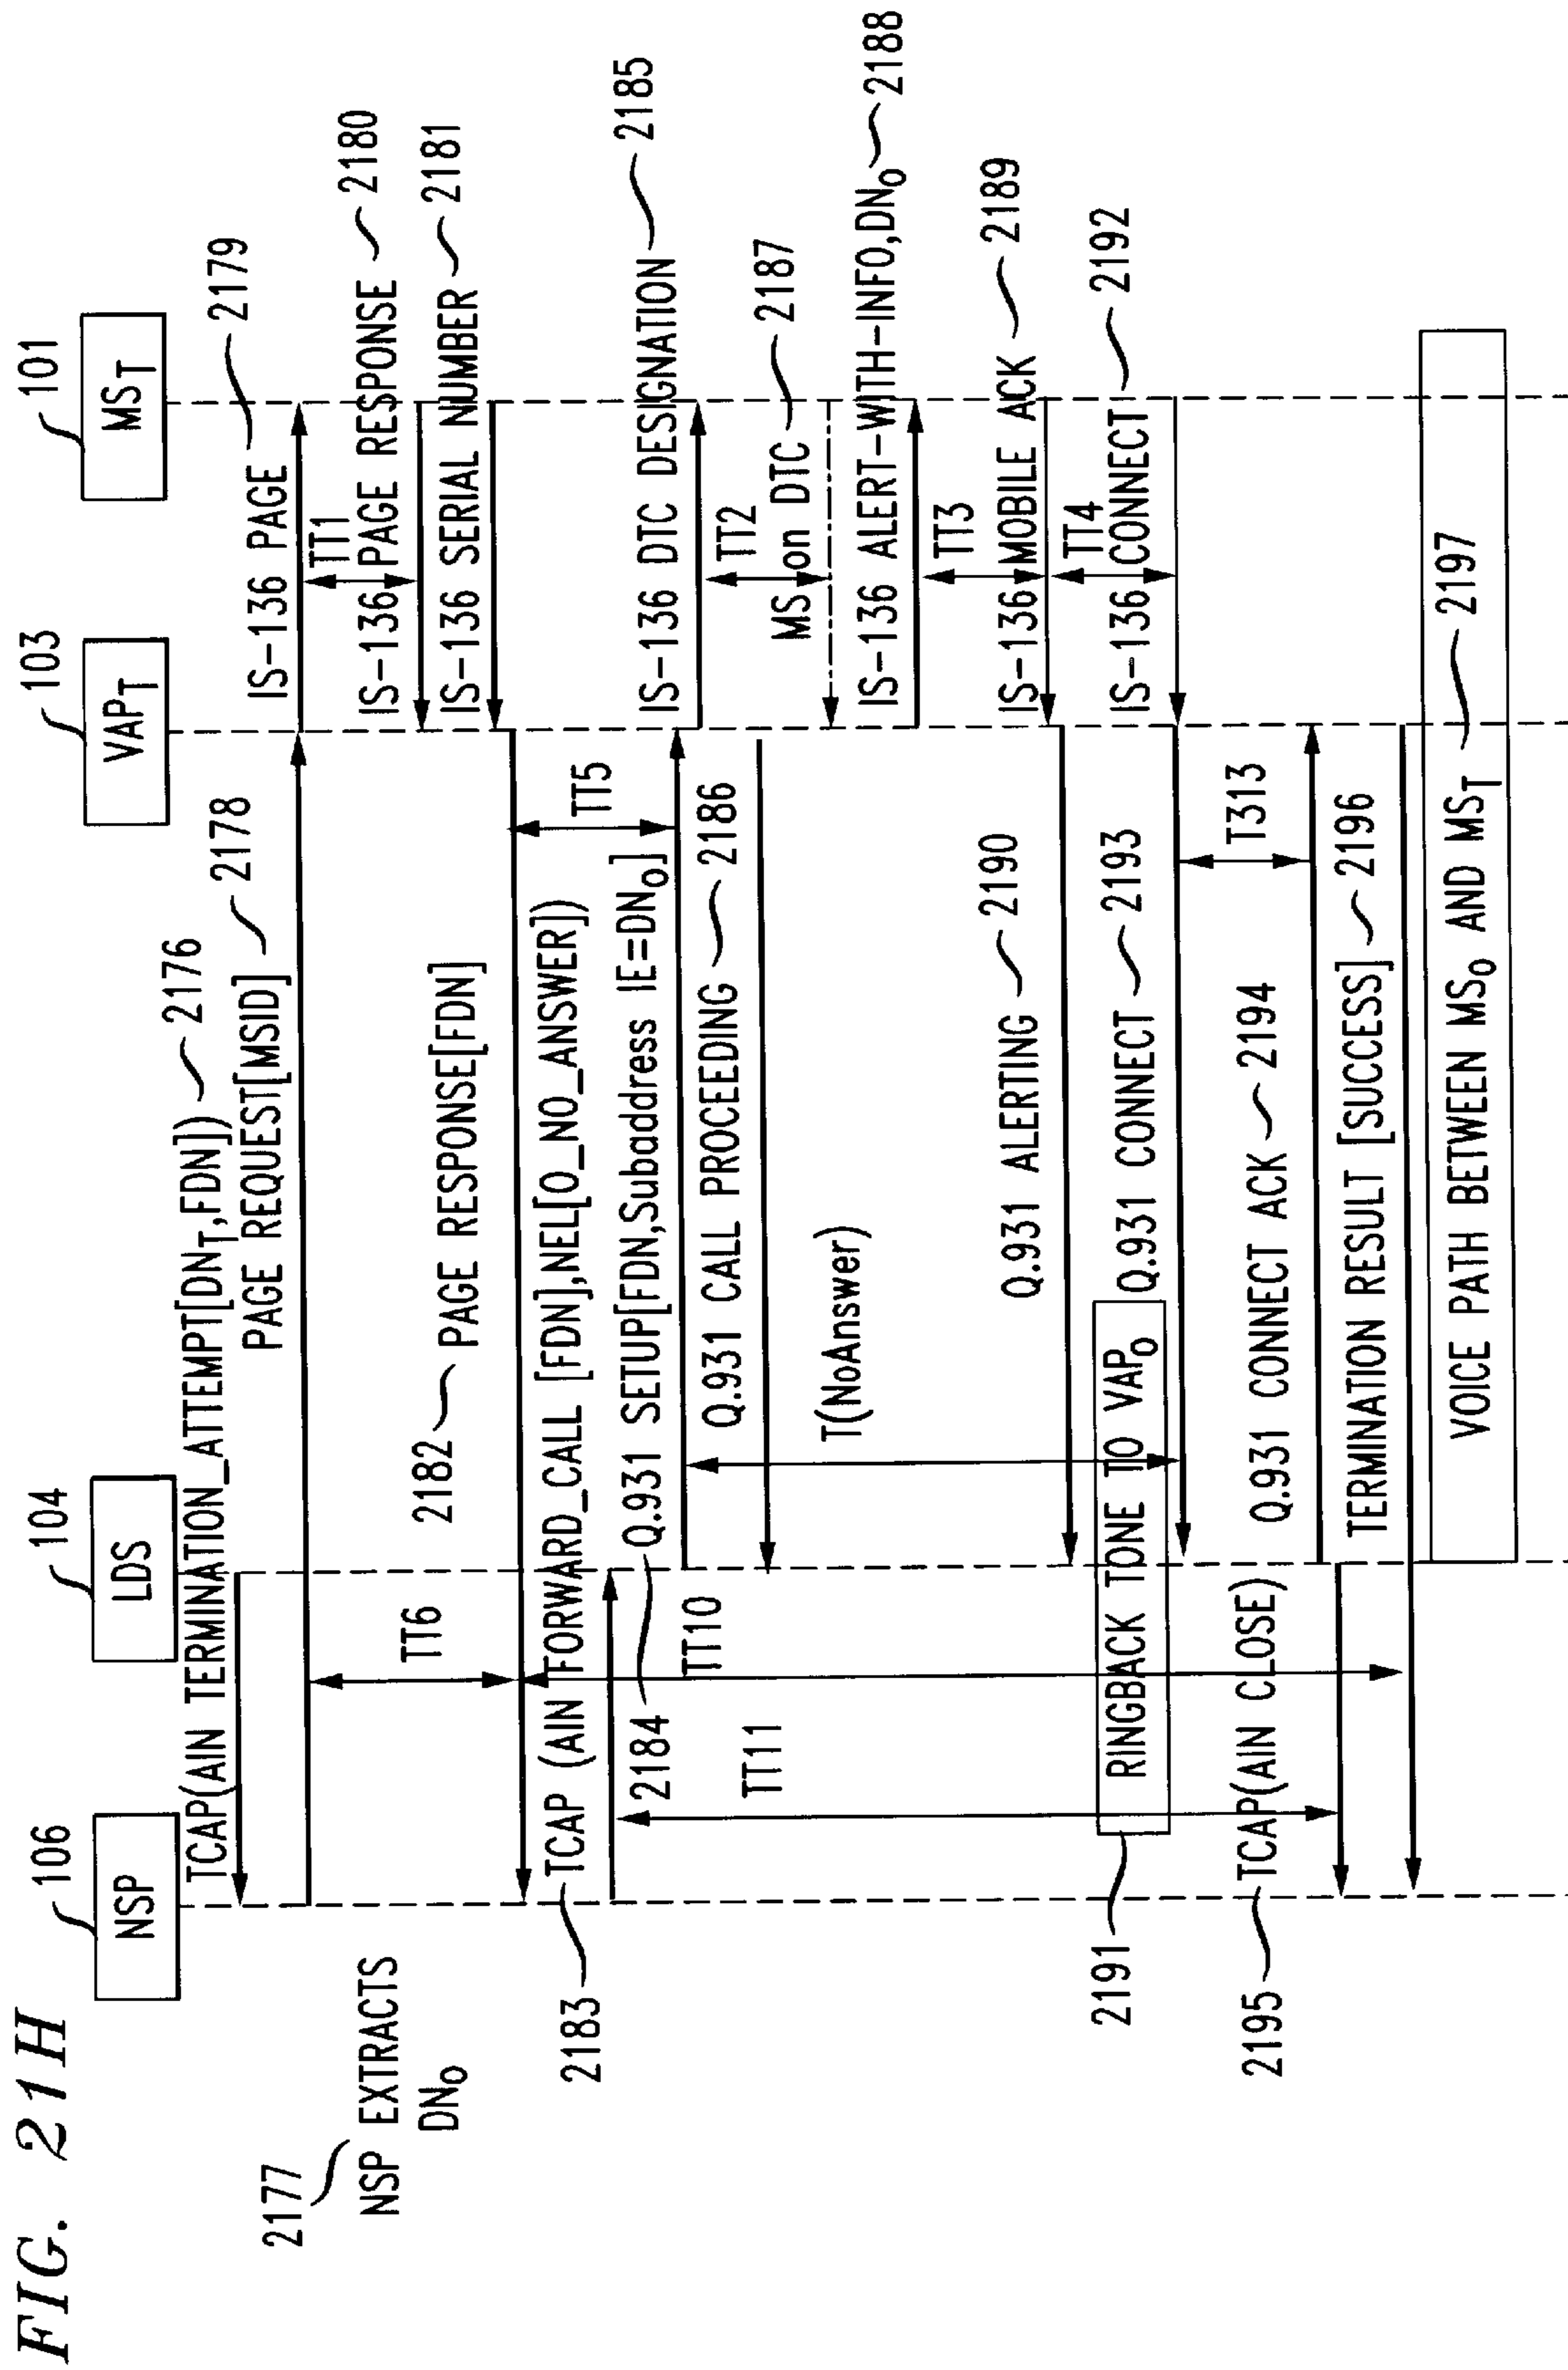 FIG. 21H
106
NSP
104
LDS
103
VAPT
101
MST
TCAP(AIN TERMINATION_ATTEMPT[DNT,FDN]) 2176
2177
NSP EXTRACTS
DNO
PAGE REQUEST[MSID] 2178
IS-136 PAGE 2179
TT1
IS-136 PAGE RESPONSE 2180
IS-136 SERIAL NUMBER 2181
TT6
2182 PAGE RESPONSE[FDN]
2183 TCAP (AIN FORWARD_CALL [FDN],NEL[O_NO_ANSWER])
TT5
2184 Q.931 SETUP[FDN,Subaddress IE=DNO]
IS-136 DTC DESIGNATION 2185
TT10
Q.931 CALL PROCEEDING 2186
TT2
MS on DTC 2187
TT11
T(NoAnswer)
IS-136 ALERT-WITH-INFO,DNO 2188
TT3
IS-136 MOBILE ACK 2189
Q.931 ALERTING 2190
TT4
2191 RINGBACK TONE TO VAPO
IS-136 CONNECT 2192
Q.931 CONNECT 2193
T313
Q.931 CONNECT ACK 2194
2195 TCAP(AIN CLOSE)
TERMINATION RESULT [SUCCESS] 2196
VOICE PATH BETWEEN MSO AND MST 2197